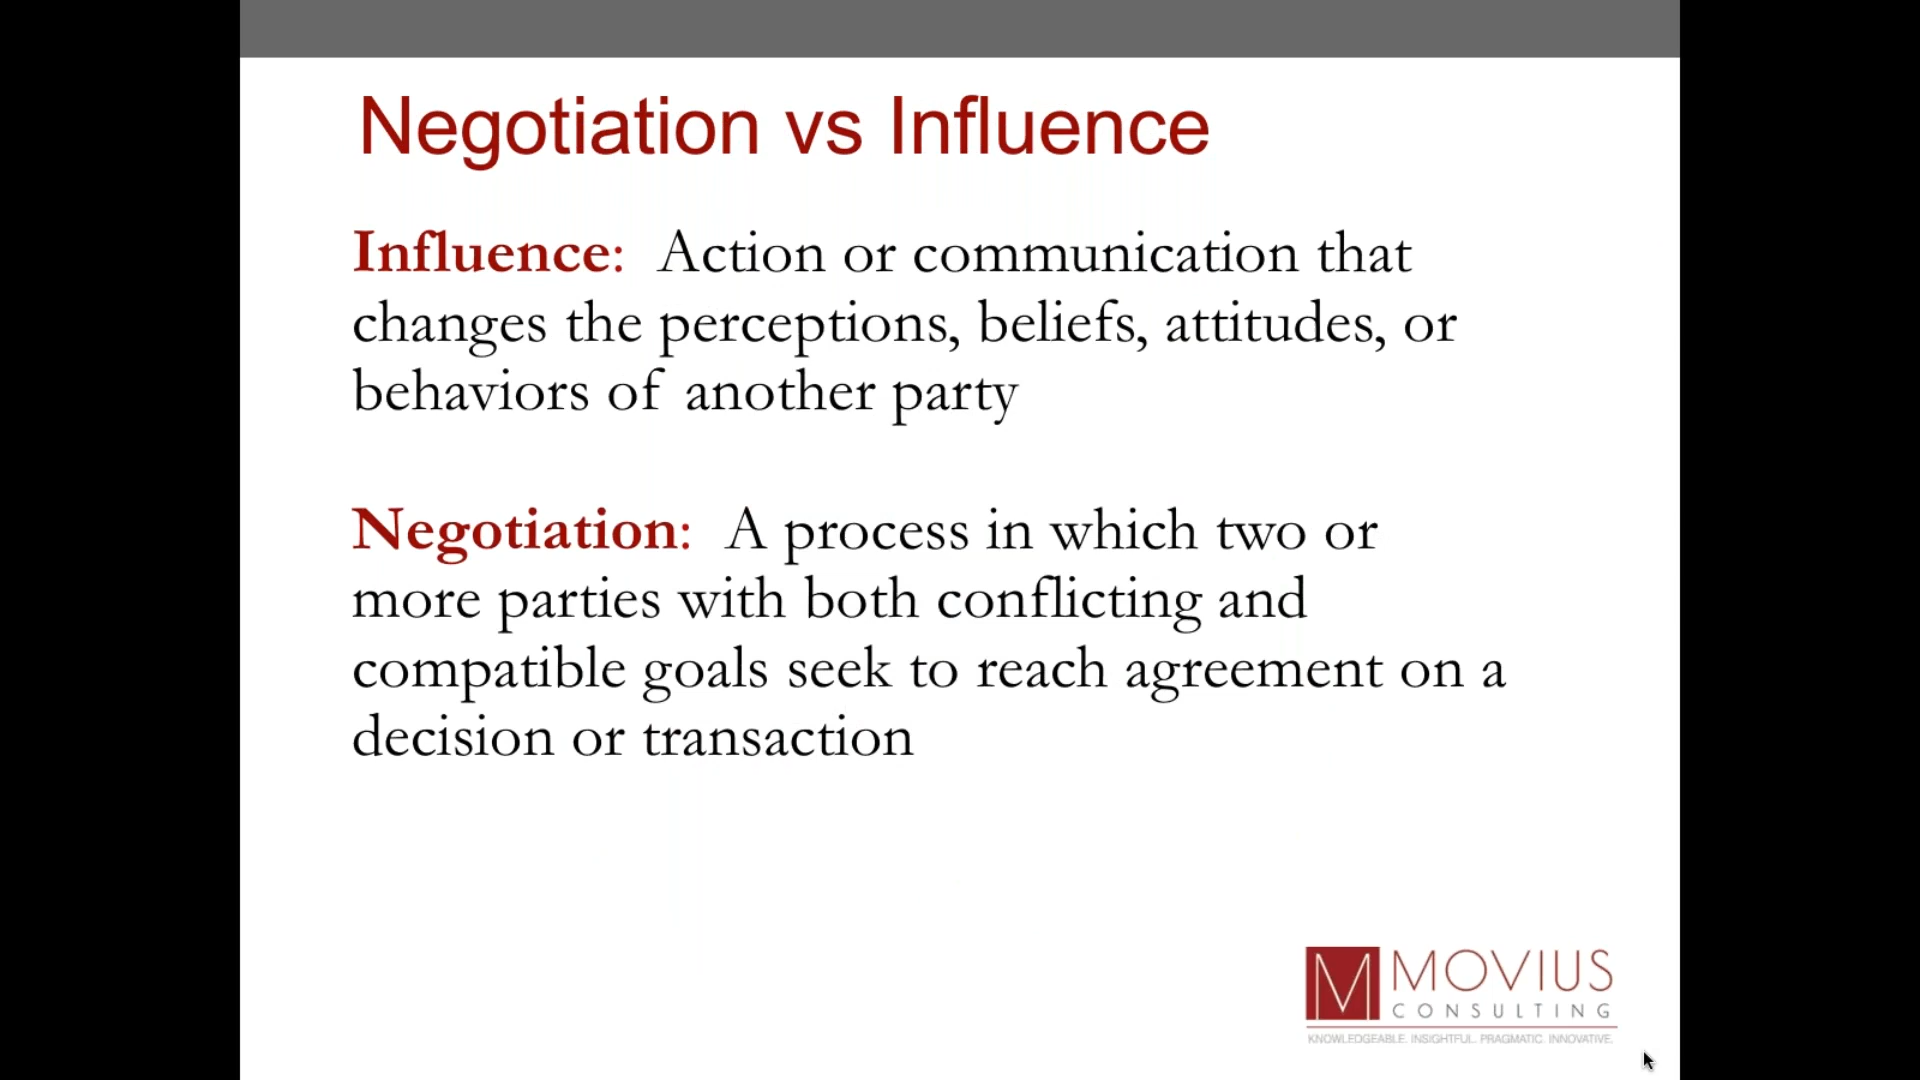 Negotiation vs Influence
Influence: Action or communication that
changes the perceptions, beliefs, attitudes, or
behaviors of another party
Negotiation: A process in which two or
more parties with both conflicting and
compatible goals seek to reach agreement on a
decision or transaction
M MOVIUS
CONSULTING
KNOWLEDGEABLE. INSIGHTFUL. PRAGMATIC. INNOVATIVE.